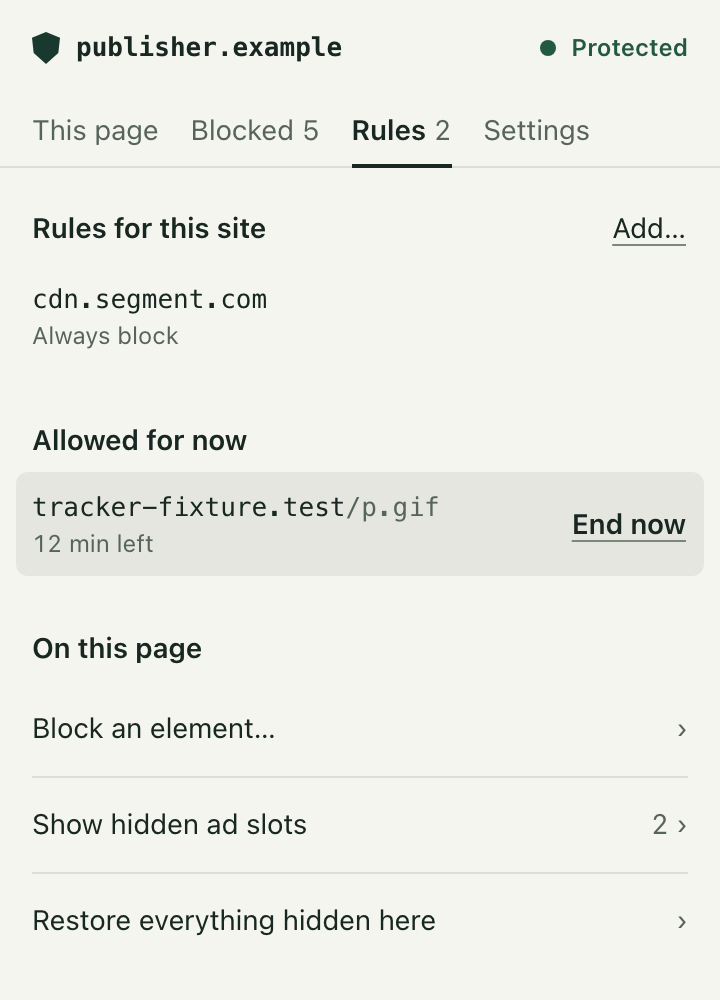 publisher.example Protected
This page Blocked 5 Rules 2 Settings
Rules for this site Add...
cdn.segment.com
Always block
Allowed for now
tracker-fixture.test/p.gif
12 min left End now
On this page
Block an element... ›
Show hidden ad slots 2 ›
Restore everything hidden here ›